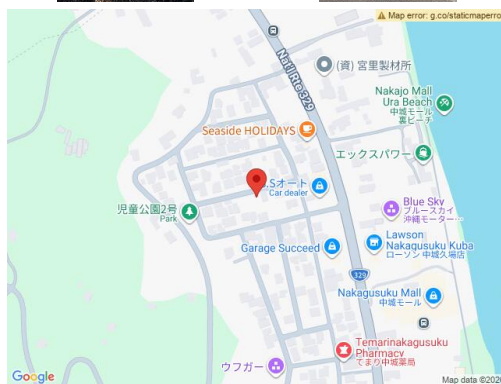 Map error: g.co/staticmaperro
Nat'l Rte 329
(資) 宮里製材所
Nakajo Mall
Ura Beach
中城モール
裏ビーチ
Seaside HOLIDAYS
エックスパワー
.Sオート
Car dealer
児童公園2号
Park
Blue Sky
ブルースカイ
沖縄モーター…
Lawson
Nakagusuku Kuba
ローソン 中城久場店
Garage Succeed
329
Nakagusuku Mall
中城モール
Temarinakagusuku
Pharmacy
てまり中城薬局
ウフガー
Google
Map data ©2026